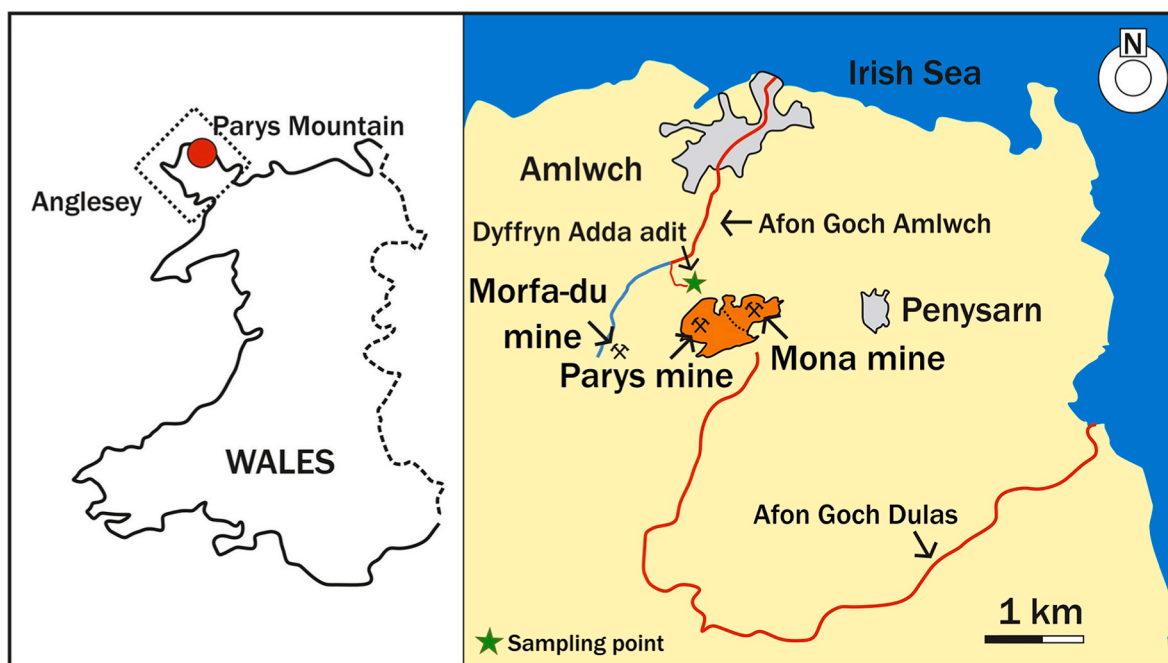 Parys Mountain
Anglesey
WALES
N
Irish Sea
Amlwch
Dyffryn Adda adit
Afon Goch Amlwch
Morfa-du
mine
Penysarn
Parys mine
Mona mine
Afon Goch Dulas
1 km
Sampling point